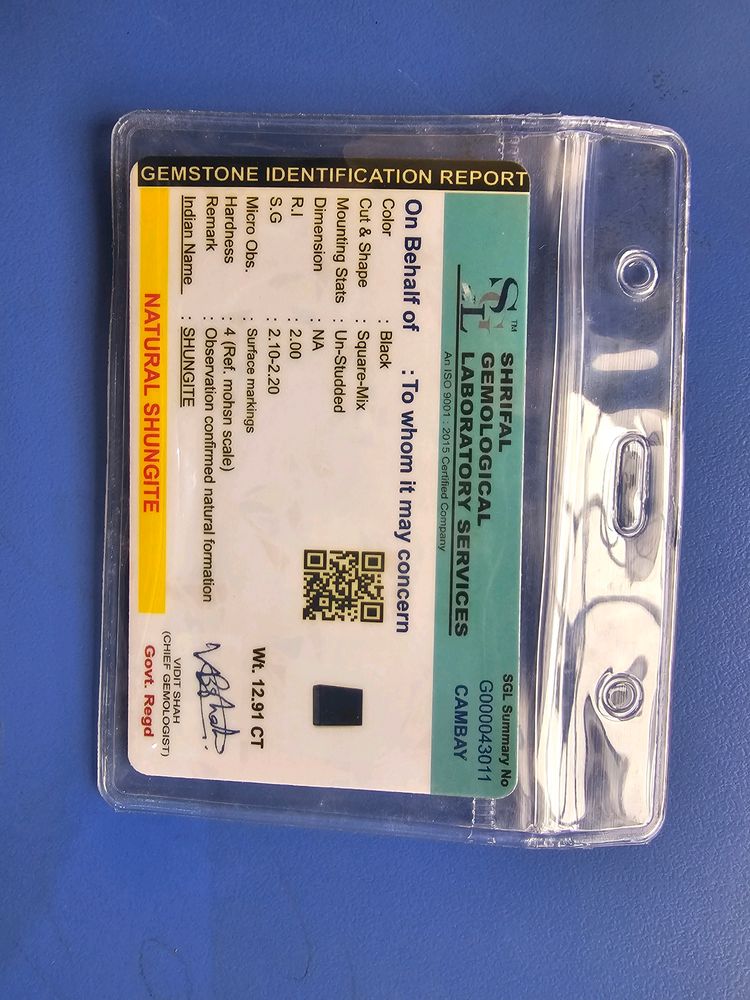 GEMSTONE IDENTIFICATION REPORT
SGL™
SHRIFAL
GEMOLOGICAL
LABORATORY SERVICES
An ISO 9001 : 2015 Certified Company
SGL Summary No
G000043011
CAMBAY
On Behalf of : To whom it may concern
Color : Black
Cut & Shape : Square-Mix
Mounting Stats : Un-Studded
Dimension : NA
R.I : 2.00
S.G : 2.10-2.20
Micro Obs. : Surface markings
Hardness : 4 (Ref. mohsn scale)
Remark : Observation confirmed natural formation
Indian Name : SHUNGITE
NATURAL SHUNGITE
Wt. 12.91 CT
VIDIT SHAH
(CHIEF GEMOLOGIST)
Govt. Regd